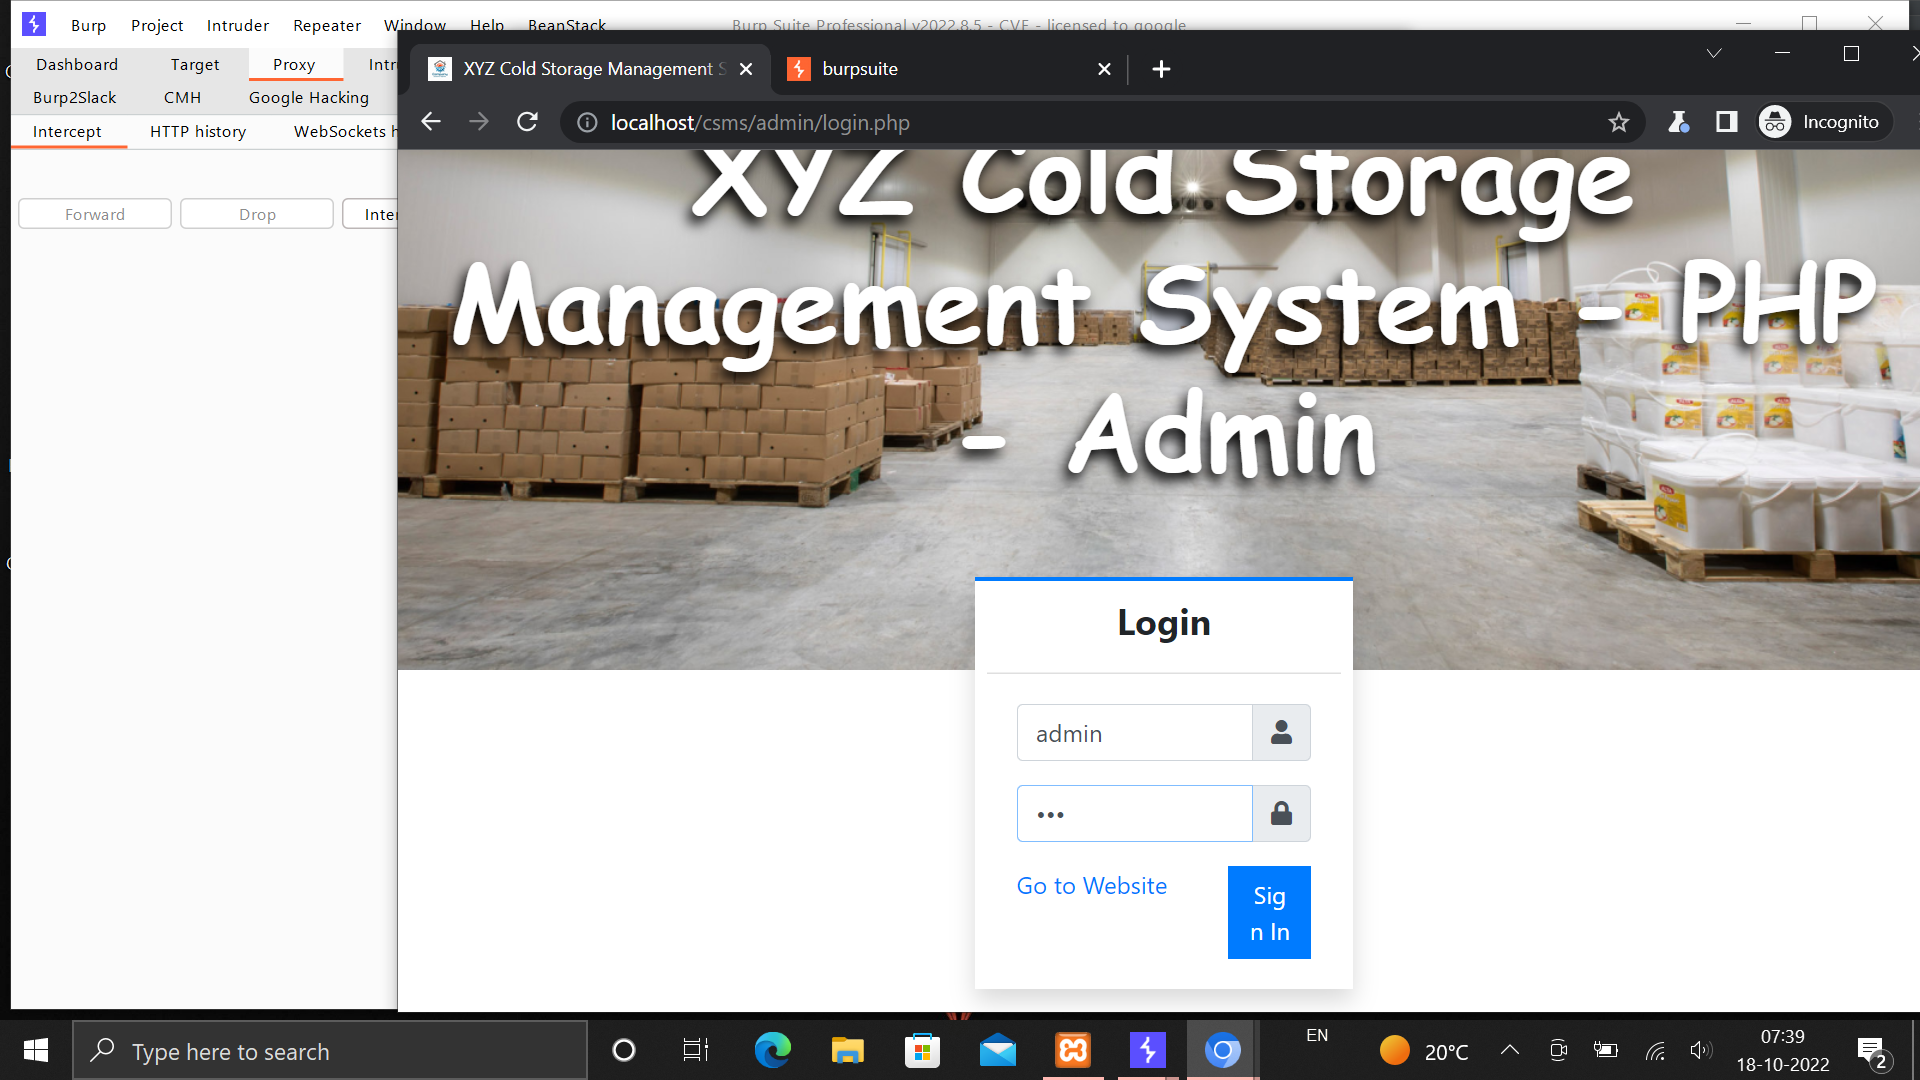 Burp Project Intruder Repeater Window Help BeanStack Burp Suite Professional v2022.8.5 - CVE - licensed to google
Dashboard Target Proxy Intr
Burp2Slack CMH Google Hacking
Intercept HTTP history WebSockets h
Forward Drop Inter
XYZ Cold Storage Management S burpsuite
localhost/csms/admin/login.php Incognito
XYZ Cold Storage
Management System - PHP
- Admin
Login
admin
•••
Go to Website
Sig
n In
Type here to search
EN
20°C
07:39
18-10-2022
2